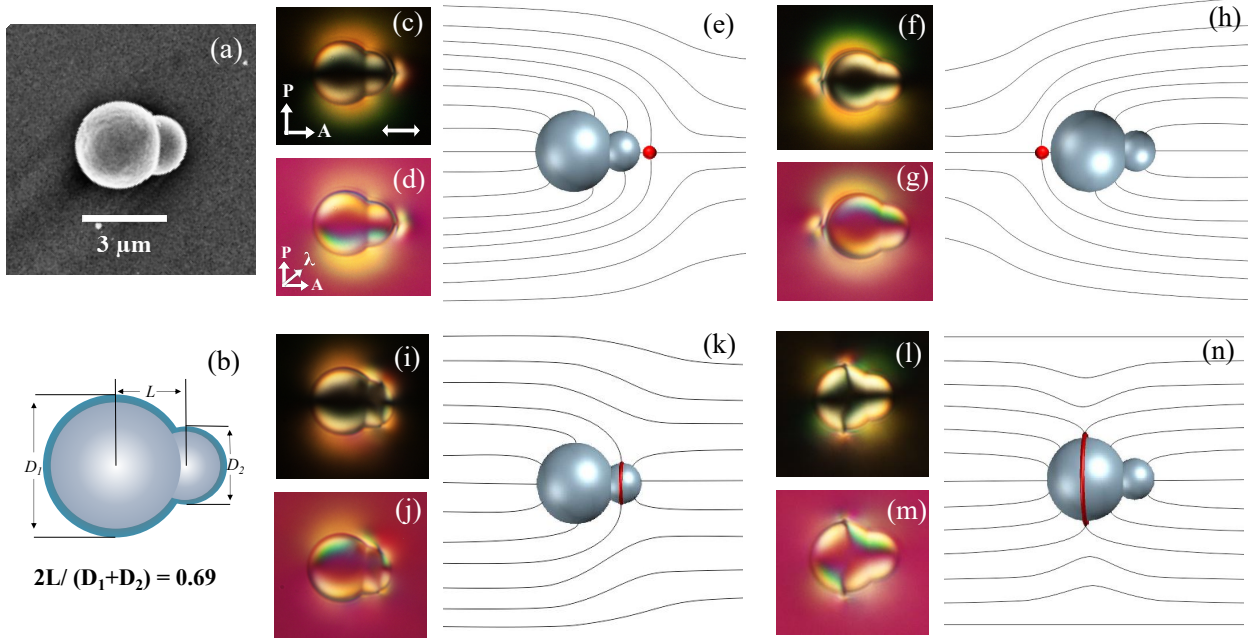 (a)
3 µm
(b)
L
D1
D2
2L/ (D1+D2) = 0.69
(c)
P
A
(d)
P
λ
A
(e)
(f)
(g)
(h)
(i)
(j)
(k)
(l)
(m)
(n)